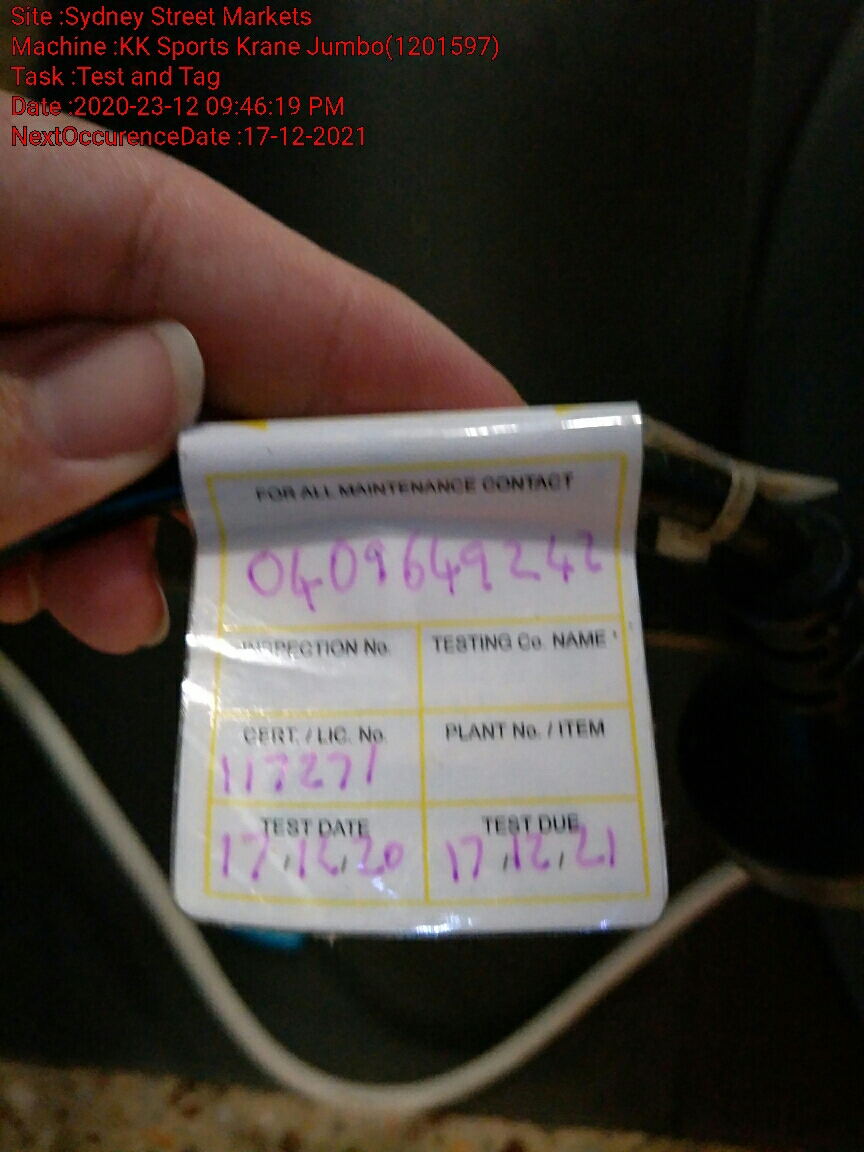 Site :Sydney Street Markets
Machine :KK Sports Krane Jumbo(1201597)
Task :Test and Tag
Date :2020-23-12 09:46:19 PM
NextOccurenceDate :17-12-2021
FOR ALL MAINTENANCE CONTACT
0409649242
INSPECTION No.
TESTING Co. NAME
CERT. / LIC. No.
PLANT No. / ITEM
117271
TEST DATE
TEST DUE
17,12,20
17,12,21